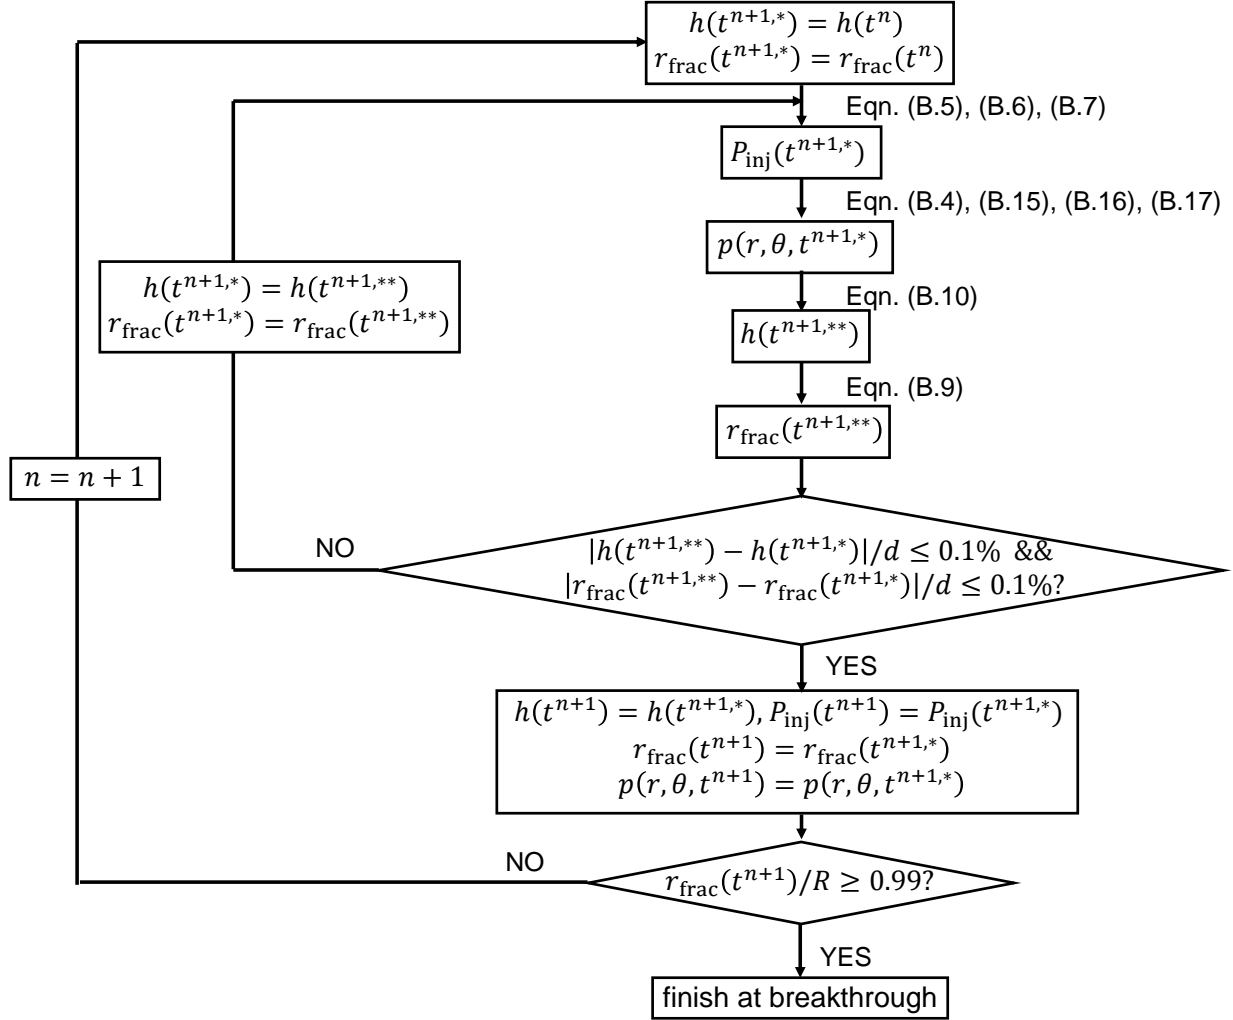 h(t^{n+1,*}) = h(t^n)
r_frac(t^{n+1,*}) = r_frac(t^n)
Eqn. (B.5), (B.6), (B.7)
P_inj(t^{n+1,*})
Eqn. (B.4), (B.15), (B.16), (B.17)
p(r, θ, t^{n+1,*})
Eqn. (B.10)
h(t^{n+1,*}) = h(t^{n+1,**})
r_frac(t^{n+1,*}) = r_frac(t^{n+1,**})
h(t^{n+1,**})
Eqn. (B.9)
r_frac(t^{n+1,**})
n = n + 1
NO
|h(t^{n+1,**}) − h(t^{n+1,*})|/d ≤ 0.1% &&
|r_frac(t^{n+1,**}) − r_frac(t^{n+1,*})|/d ≤ 0.1%?
YES
h(t^{n+1}) = h(t^{n+1,*}), P_inj(t^{n+1}) = P_inj(t^{n+1,*})
r_frac(t^{n+1}) = r_frac(t^{n+1,*})
p(r, θ, t^{n+1}) = p(r, θ, t^{n+1,*})
NO
r_frac(t^{n+1})/R ≥ 0.99?
YES
finish at breakthrough